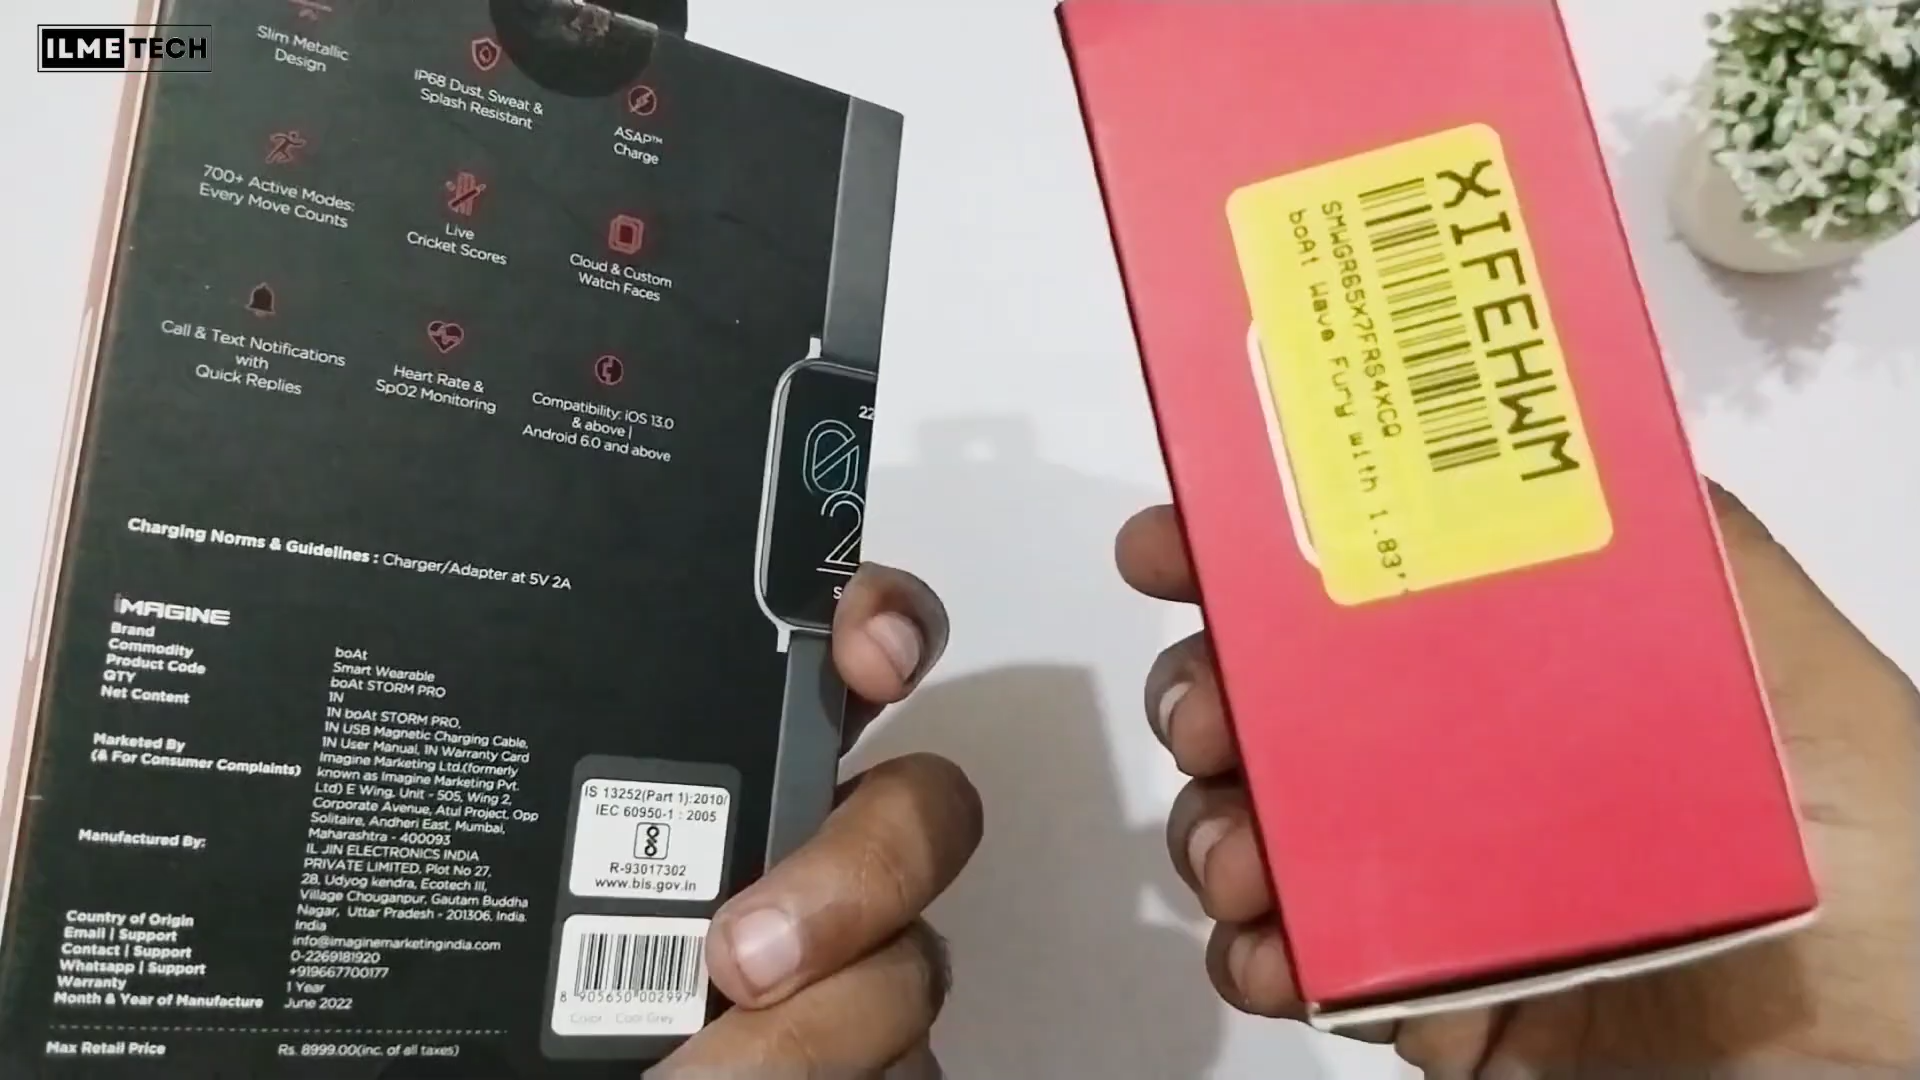 ILME TECH
Slim Metallic
Design
IP68 Dust, Sweat &
Splash Resistant
ASAP™
Charge
700+ Active Modes:
Every Move Counts
Live
Cricket Scores
Cloud & Custom
Watch Faces
Call & Text Notifications
with
Quick Replies
Heart Rate &
SpO2 Monitoring
Compatibility: iOS 13.0
& above |
Android 6.0 and above
Charging Norms & Guidelines : Charger/Adapter at 5V 2A
iMAGINE
Brand boAt
Commodity Smart Wearable
Product Code boAt STORM PRO
QTY 1N
Net Content 1N boAt STORM PRO,
1N USB Magnetic Charging Cable,
1N User Manual, 1N Warranty Card
Marketed By Imagine Marketing Ltd.(formerly
(& For Consumer Complaints) known as Imagine Marketing Pvt.
Ltd) E Wing, Unit - 505, Wing 2,
Corporate Avenue, Atul Project, Opp
Solitaire, Andheri East, Mumbai,
Maharashtra - 400093
Manufactured By: IL JIN ELECTRONICS INDIA
PRIVATE LIMITED, Plot No 27,
28, Udyog kendra, Ecotech III,
Village Chouganpur, Gautam Buddha
Nagar, Uttar Pradesh - 201306, India.
Country of Origin India
Email | Support info@imaginemarketingindia.com
Contact | Support 0-2269181920
Whatsapp | Support +919667700177
Warranty 1 Year
Month & Year of Manufacture June 2022
Max Retail Price Rs. 8999.00(inc. of all taxes)
IS 13252(Part 1):2010/
IEC 60950-1 : 2005
R-93017302
www.bis.gov.in
8 905650 002997
Color : Cool Grey
22
02
S
XIFEHWM
SMWGR65X7FRS4XCQ
boAt Wave Fury with 1.83'